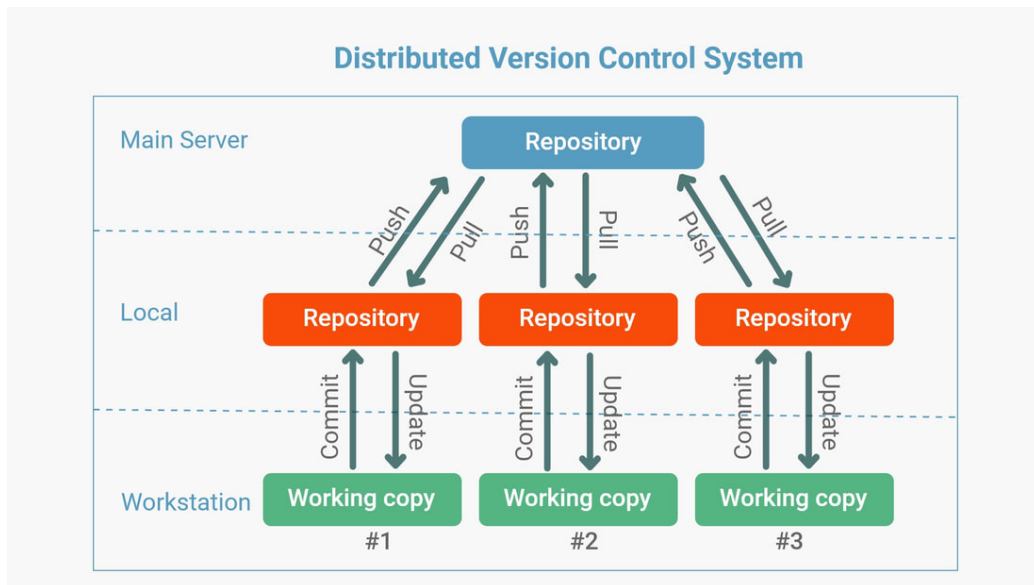 Distributed Version Control System
Main Server
Repository
Push
Pull
Push
Pull
Push
Pull
Local
Repository
Repository
Repository
Commit
Update
Commit
Update
Commit
Update
Workstation
Working copy
Working copy
Working copy
#1
#2
#3